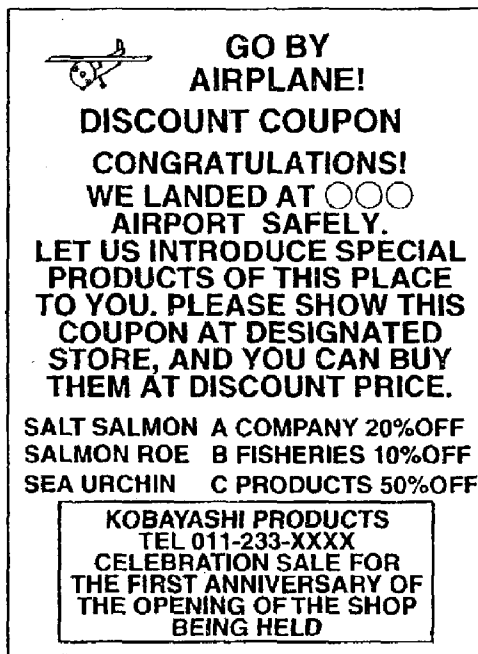 GO BY
AIRPLANE!
DISCOUNT COUPON
CONGRATULATIONS!
WE LANDED AT ○○○
AIRPORT SAFELY.
LET US INTRODUCE SPECIAL
PRODUCTS OF THIS PLACE
TO YOU. PLEASE SHOW THIS
COUPON AT DESIGNATED
STORE, AND YOU CAN BUY
THEM AT DISCOUNT PRICE.
SALT SALMON A COMPANY 20%OFF
SALMON ROE B FISHERIES 10%OFF
SEA URCHIN C PRODUCTS 50%OFF
KOBAYASHI PRODUCTS
TEL 011-233-XXXX
CELEBRATION SALE FOR
THE FIRST ANNIVERSARY OF
THE OPENING OF THE SHOP
BEING HELD